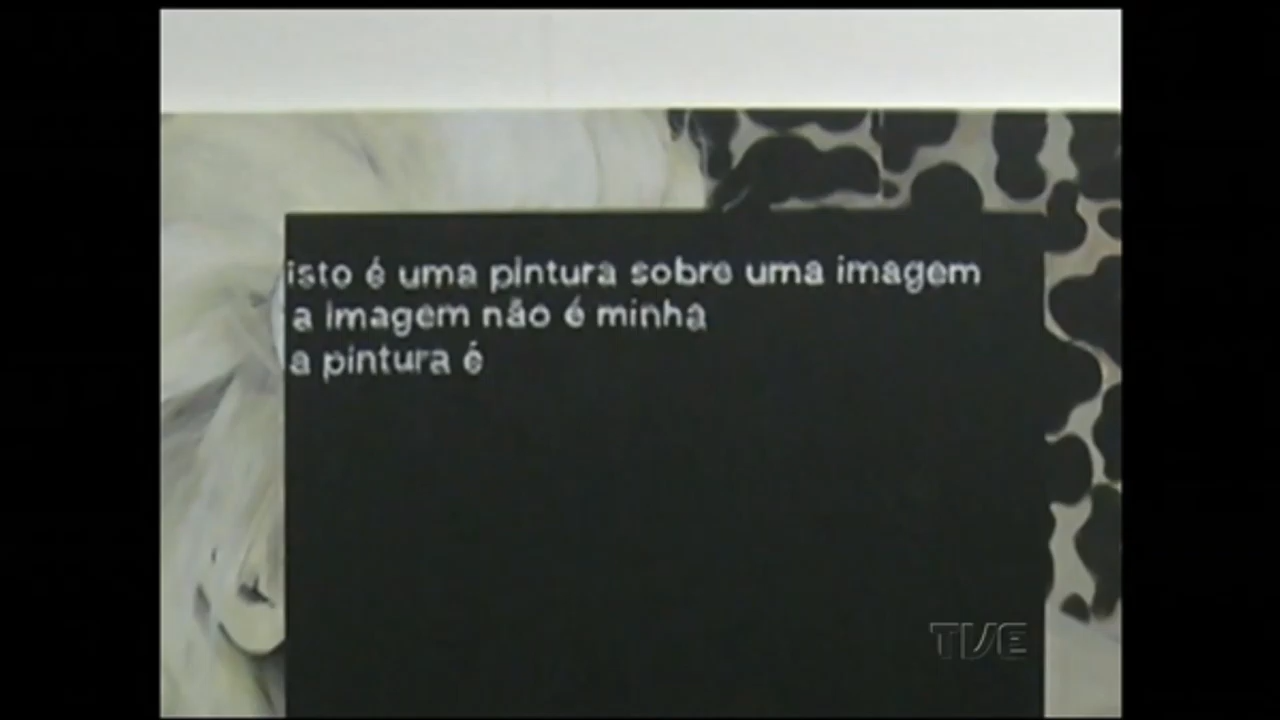 isto é uma pintura sobre uma imagem
a imagem não é minha
a pintura é
TVE